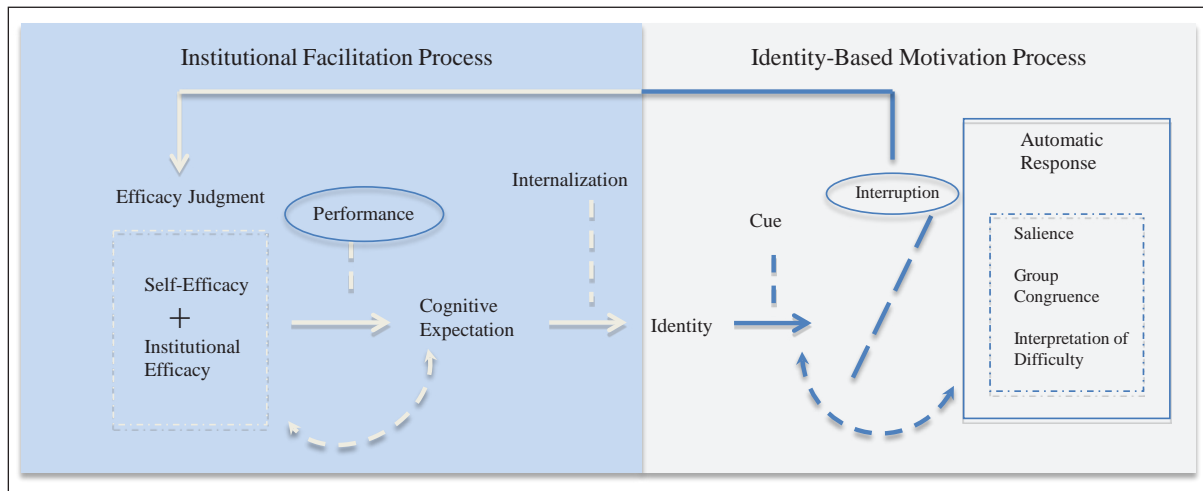 Institutional Facilitation Process
Identity-Based Motivation Process
Efficacy Judgment
Self-Efficacy
+
Institutional
Efficacy
Performance
Cognitive
Expectation
Internalization
Identity
Cue
Interruption
Automatic
Response
Salience
Group
Congruence
Interpretation of
Difficulty